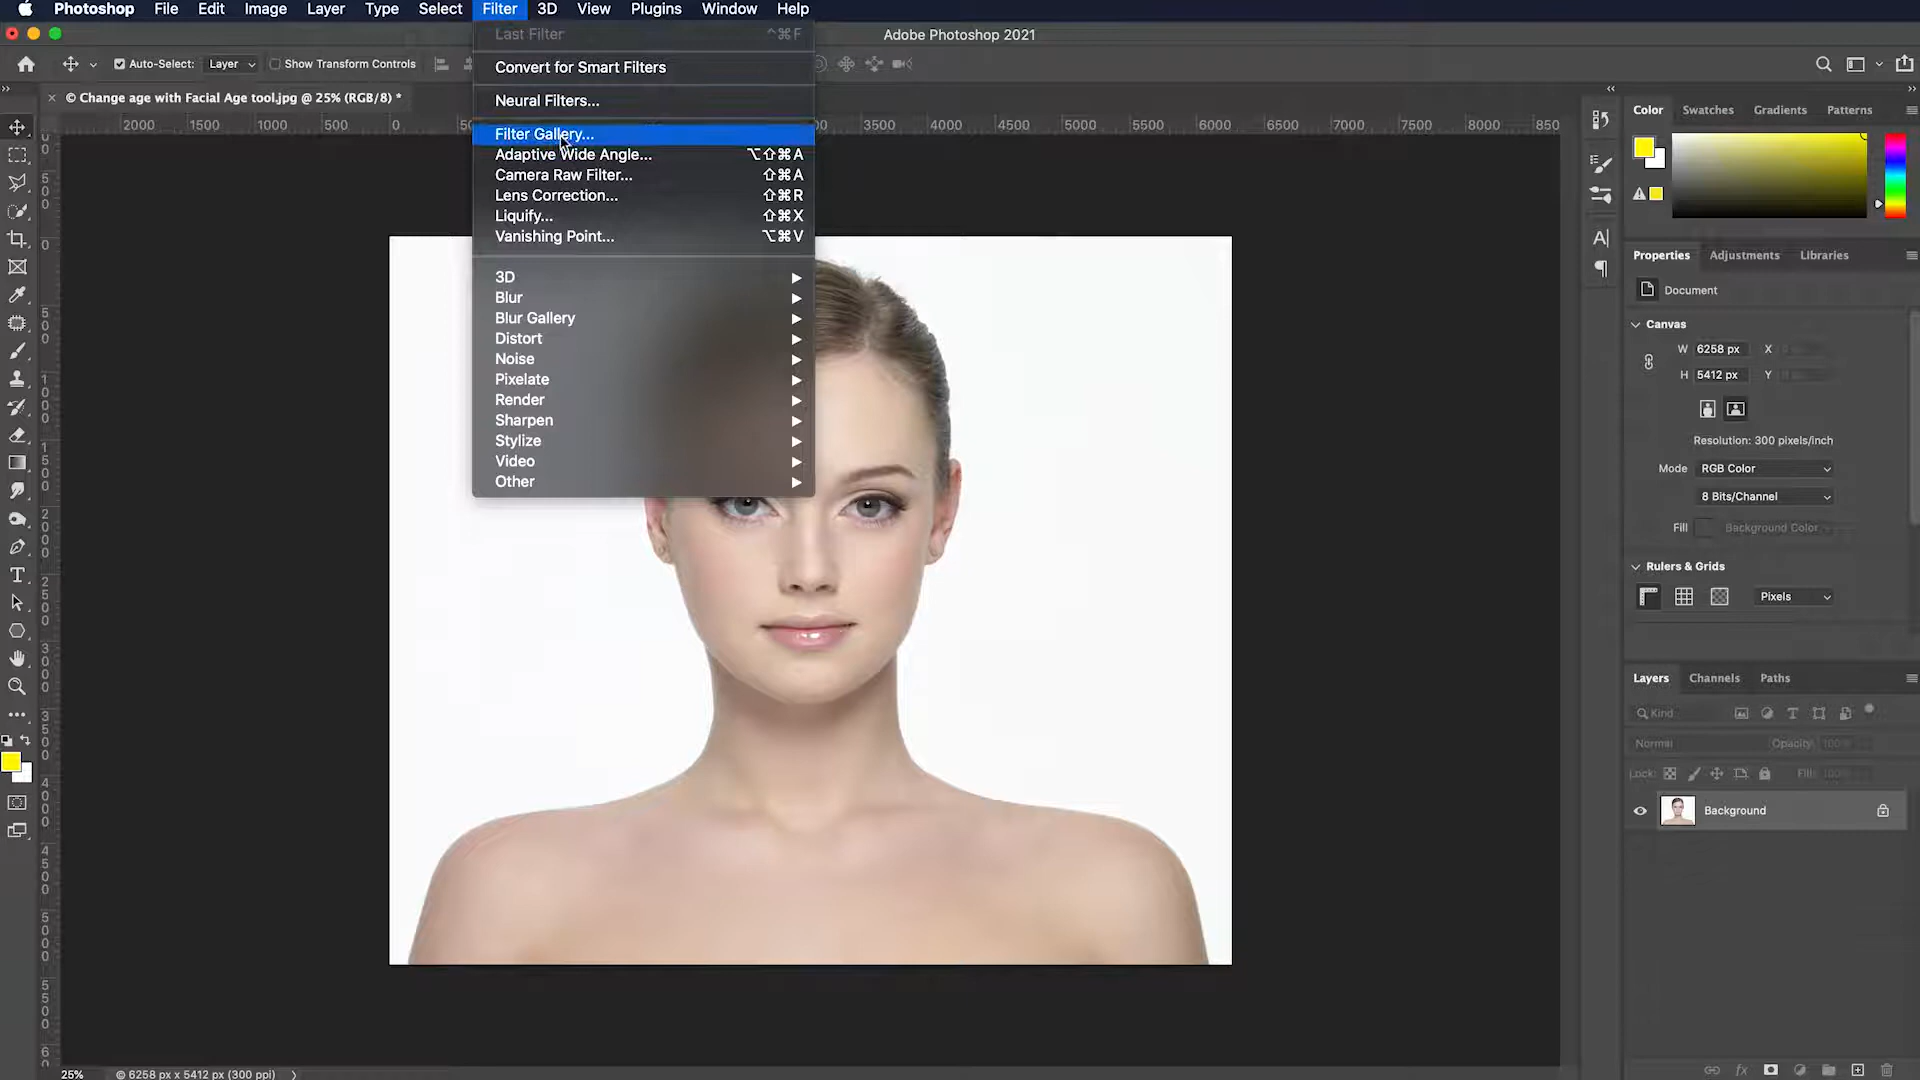 Photoshop File Edit Image Layer Type Select Filter 3D View Plugins Window Help
Adobe Photoshop 2021
Auto-Select: Layer Show Transform Controls
© Change age with Facial Age tool.jpg @ 25% (RGB/8) *
2000 1500 1000 500 0 3500 4000 4500 5000 5500 6000 6500 7000 7500 8000 850
Last Filter ^⌘F
Convert for Smart Filters
Neural Filters...
Filter Gallery...
Adaptive Wide Angle... ⌥⇧⌘A
Camera Raw Filter... ⇧⌘A
Lens Correction... ⇧⌘R
Liquify... ⇧⌘X
Vanishing Point... ⌥⌘V
3D
Blur
Blur Gallery
Distort
Noise
Pixelate
Render
Sharpen
Stylize
Video
Other
Color Swatches Gradients Patterns
Properties Adjustments Libraries
Document
Canvas
W 6258 px X
H 5412 px Y
Resolution: 300 pixels/inch
Mode RGB Color
8 Bits/Channel
Fill Background Color
Rulers & Grids
Pixels
Layers Channels Paths
Kind
Normal Opacity: 100%
Lock: Fill: 100%
Background
fx
25% © 6258 px x 5412 px (300 ppi)